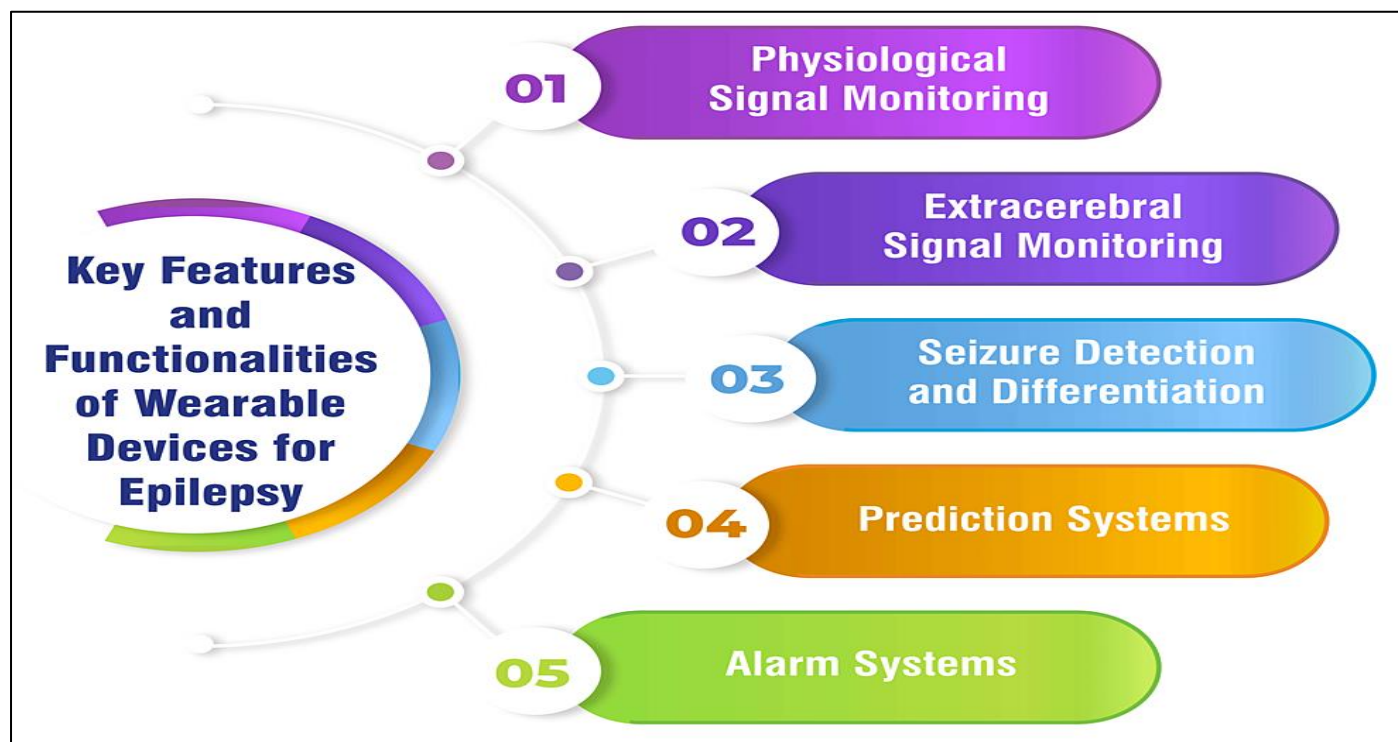 Key Features
and
Functionalities
of Wearable
Devices for
Epilepsy
01
Physiological
Signal Monitoring
02
Extracerebral
Signal Monitoring
03
Seizure Detection
and Differentiation
04
Prediction Systems
05
Alarm Systems